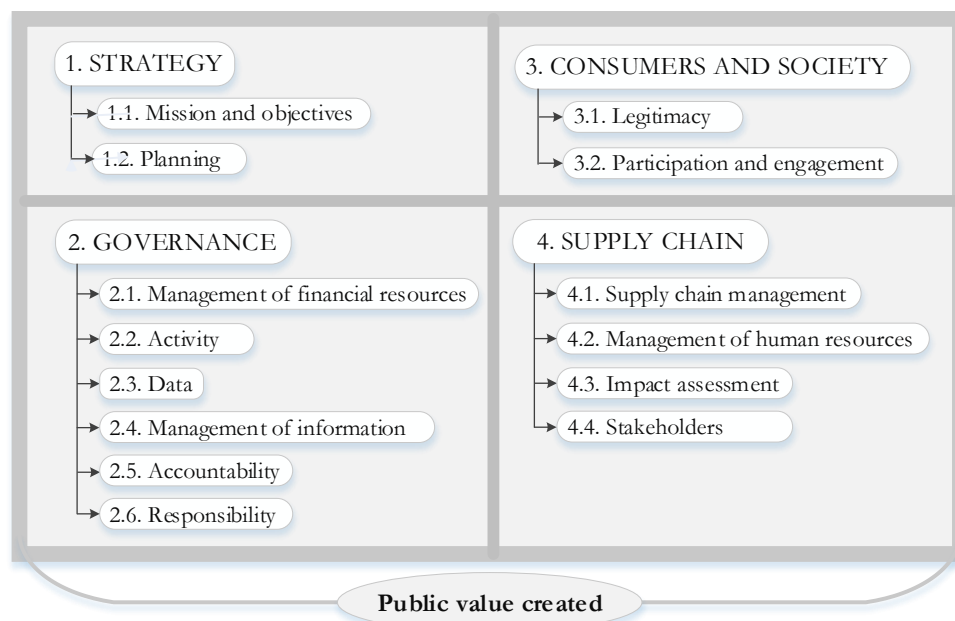 1. STRATEGY
1.1. Mission and objectives
1.2. Planning
2. GOVERNANCE
2.1. Management of financial resources
2.2. Activity
2.3. Data
2.4. Management of information
2.5. Accountability
2.6. Responsibility
3. CONSUMERS AND SOCIETY
3.1. Legitimacy
3.2. Participation and engagement
4. SUPPLY CHAIN
4.1. Supply chain management
4.2. Management of human resources
4.3. Impact assessment
4.4. Stakeholders
Public value created